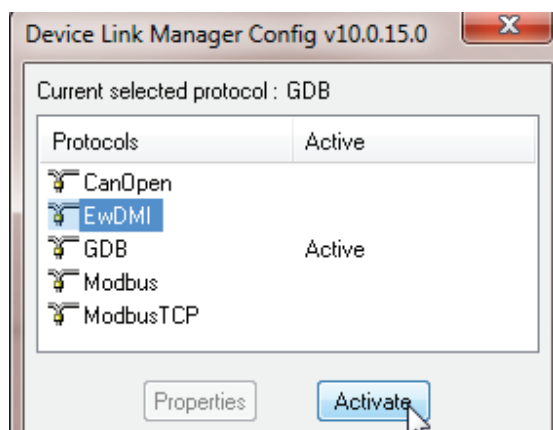 Device Link Manager Config v10.0.15.0
Current selected protocol : GDB
Protocols Active
CanOpen
EwDMI
GDB Active
Modbus
ModbusTCP
Properties Activate